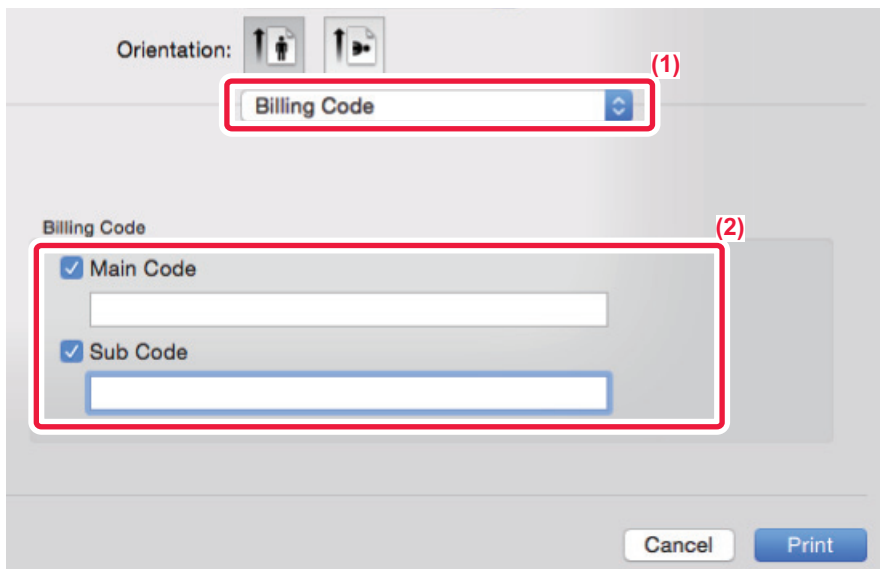 Orientation:
(1)
Billing Code
Billing Code
(2)
Main Code
Sub Code
Cancel
Print